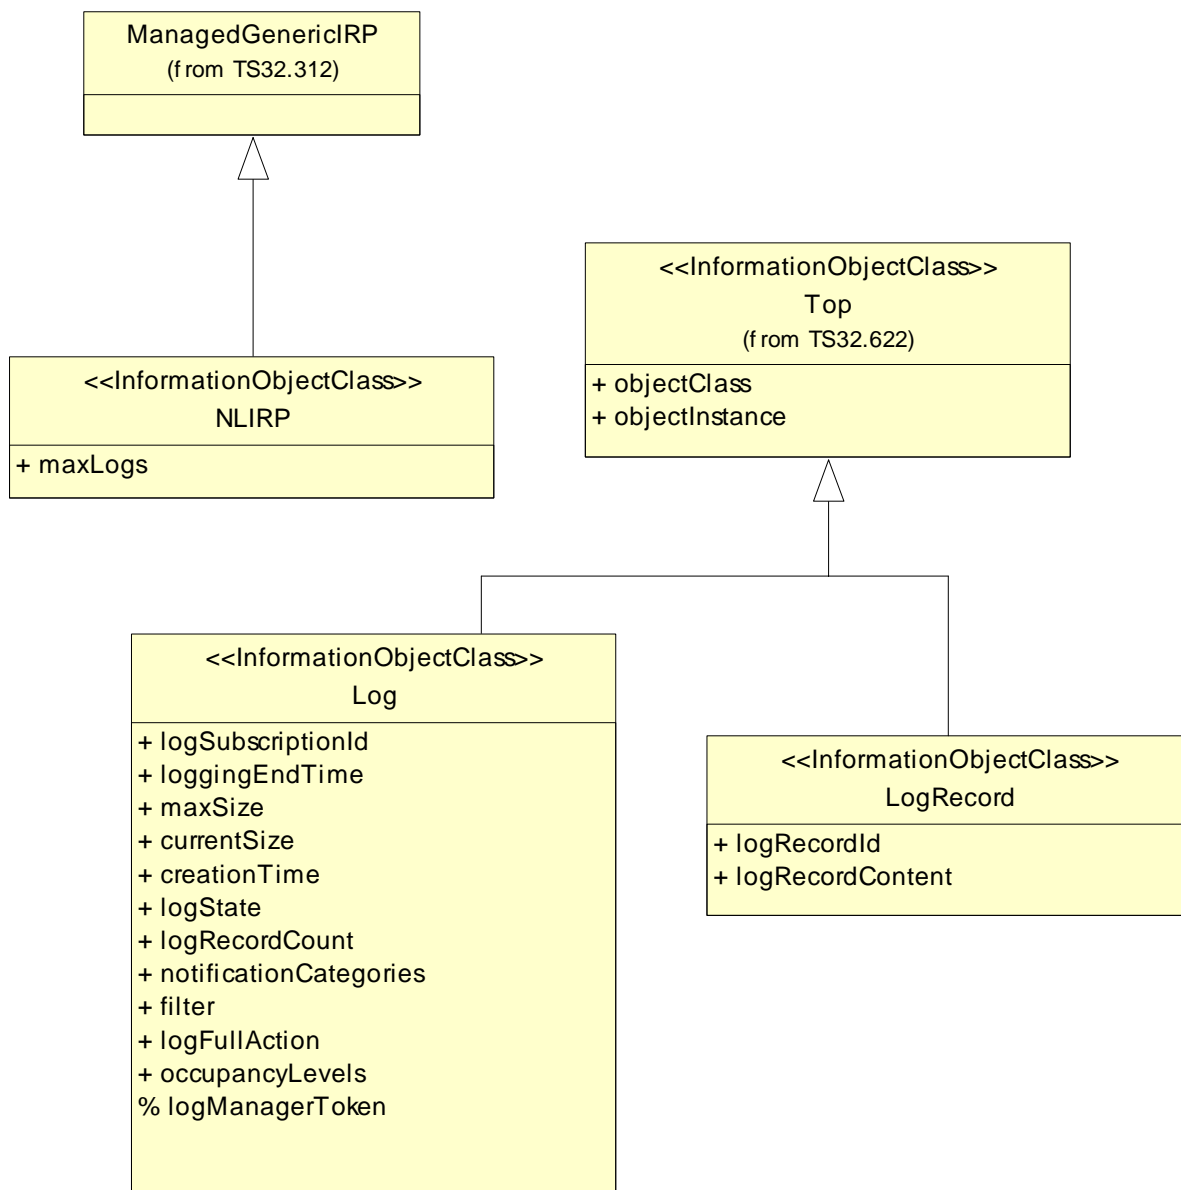 ManagedGenericIRP
(from TS32.312)
<<InformationObjectClass>>
NLIRP
+ maxLogs
<<InformationObjectClass>>
Top
(from TS32.622)
+ objectClass
+ objectInstance
<<InformationObjectClass>>
Log
+ logSubscriptionId
+ loggingEndTime
+ maxSize
+ currentSize
+ creationTime
+ logState
+ logRecordCount
+ notificationCategories
+ filter
+ logFullAction
+ occupancyLevels
% logManagerToken
<<InformationObjectClass>>
LogRecord
+ logRecordId
+ logRecordContent